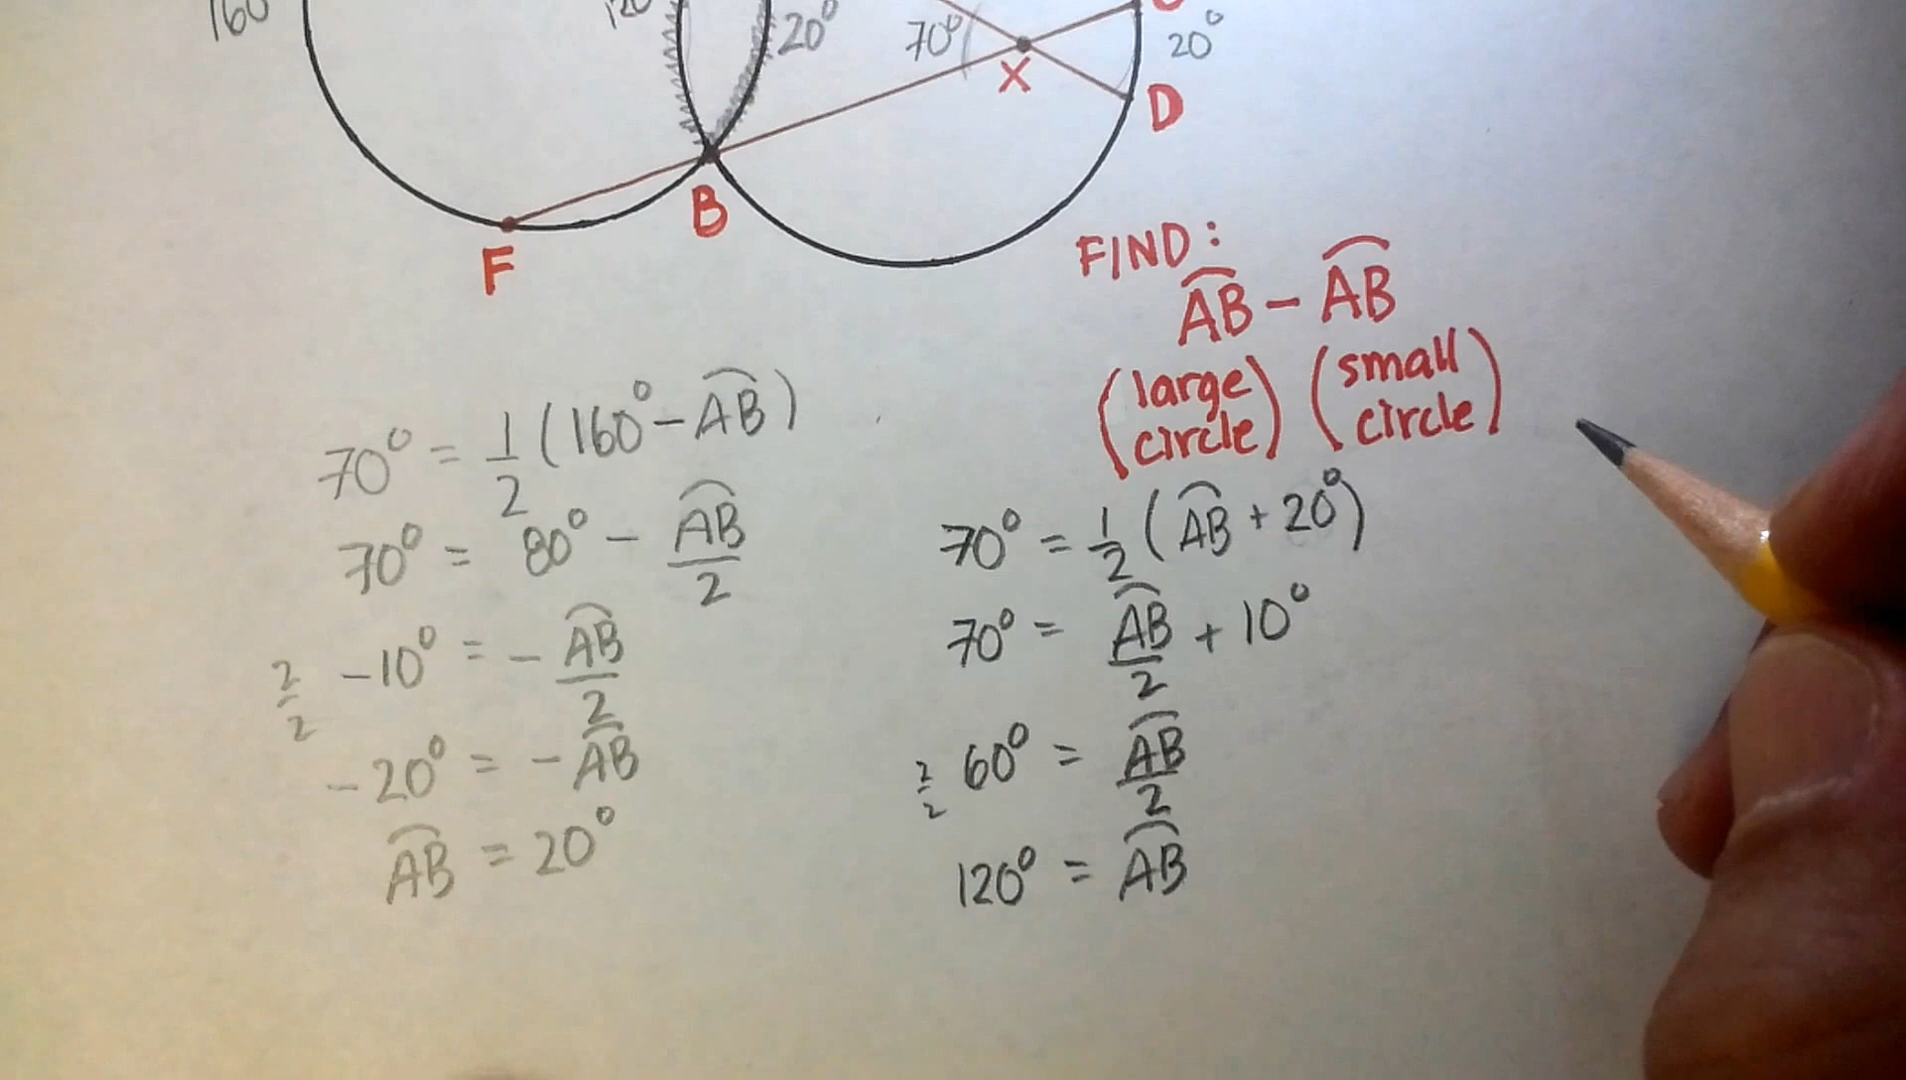 160
120
20°
70°
X
20°
D
B
F
FIND:
AB - AB
(large circle) (small circle)
70° = 1/2 (160° - AB)
70° = 80° - AB/2
2/2 -10° = - AB/2
-20° = - AB
AB = 20°
70° = 1/2 (AB + 20°)
70° = AB/2 + 10°
2/2 60° = AB/2
120° = AB